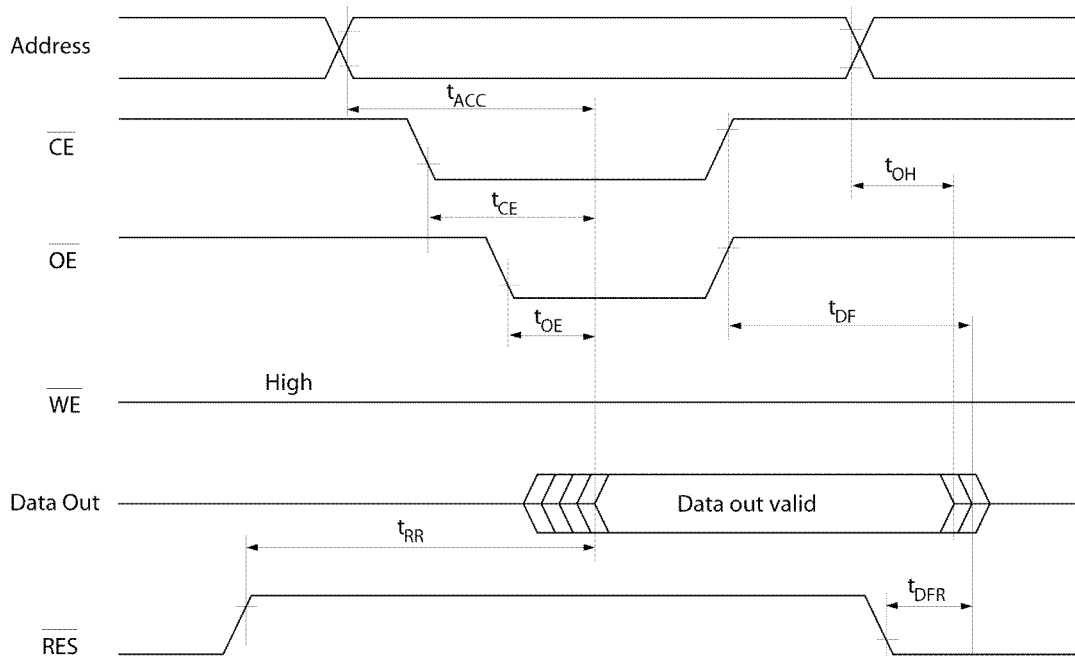 Address
tACC
CE
tOH
tCE
OE
tDF
tOE
High
WE
Data Out
Data out valid
tRR
tDFR
RES